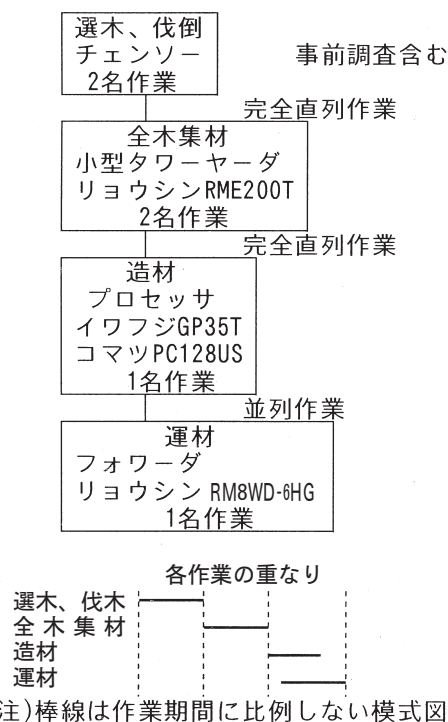 選木、伐倒
チェンソー
2名作業
事前調査含む
完全直列作業
全木集材
小型タワーヤーダ
リョウシンRME200T
2名作業
完全直列作業
造材
プロセッサ
イワフジGP35T
コマツPC128US
1名作業
並列作業
運材
フォワーダ
リョウシン RM8WD-6HG
1名作業
各作業の重なり
選木、伐木
全木集材
造材
運材
注)棒線は作業期間に比例しない模式図